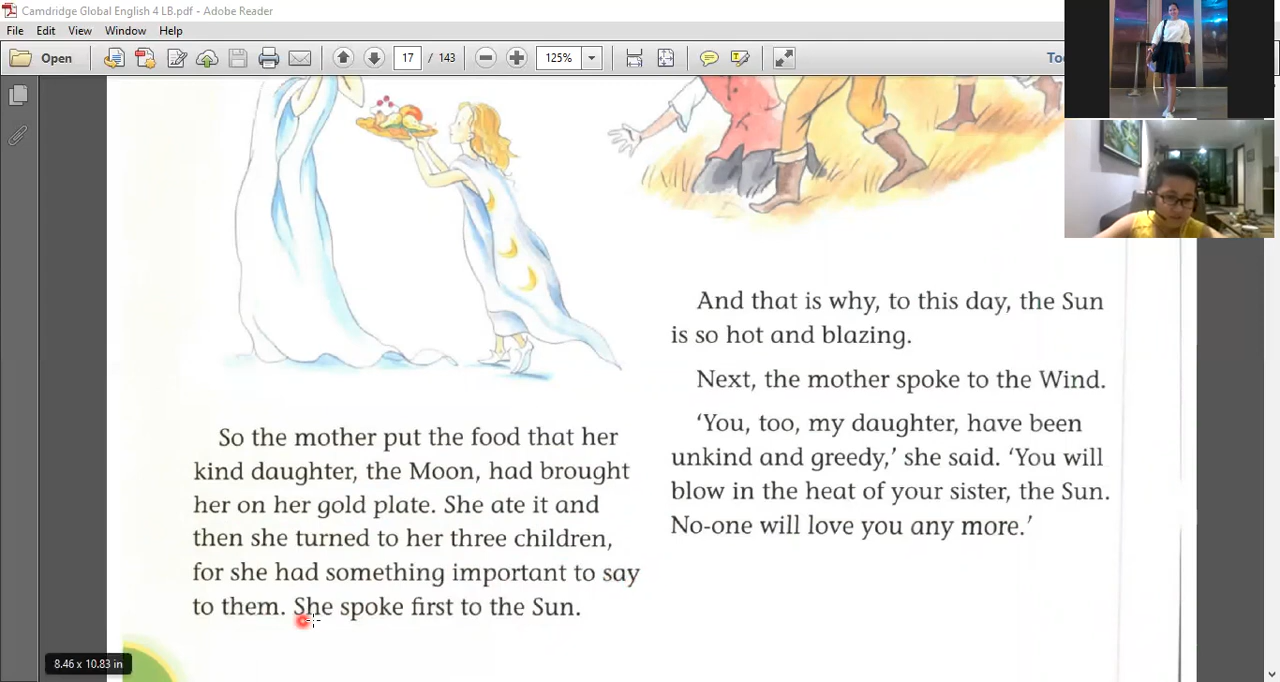 Camdridge Global English 4 LB.pdf - Adobe Reader
File Edit View Window Help
Open 17 / 143 125%
So the mother put the food that her
kind daughter, the Moon, had brought
her on her gold plate. She ate it and
then she turned to her three children,
for she had something important to say
to them. She spoke first to the Sun.
And that is why, to this day, the Sun
is so hot and blazing.
Next, the mother spoke to the Wind.
‘You, too, my daughter, have been
unkind and greedy,’ she said. ‘You will
blow in the heat of your sister, the Sun.
No-one will love you any more.’
8.46 x 10.83 in